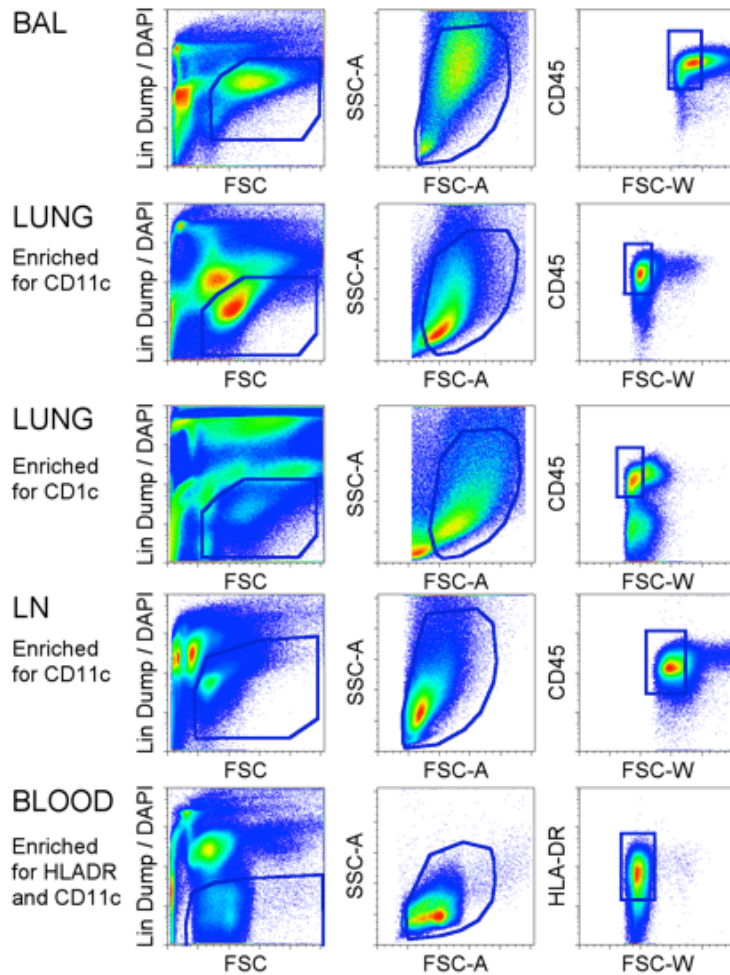 BAL
Lin Dump / DAPI
FSC
SSC-A
FSC-A
CD45
FSC-W
LUNG
Enriched
for CD11c
Lin Dump / DAPI
FSC
SSC-A
FSC-A
CD45
FSC-W
LUNG
Enriched
for CD1c
Lin Dump / DAPI
FSC
SSC-A
FSC-A
CD45
FSC-W
LN
Enriched
for CD11c
Lin Dump / DAPI
FSC
SSC-A
FSC-A
CD45
FSC-W
BLOOD
Enriched
for HLADR
and CD11c
Lin Dump / DAPI
FSC
SSC-A
FSC-A
HLA-DR
FSC-W